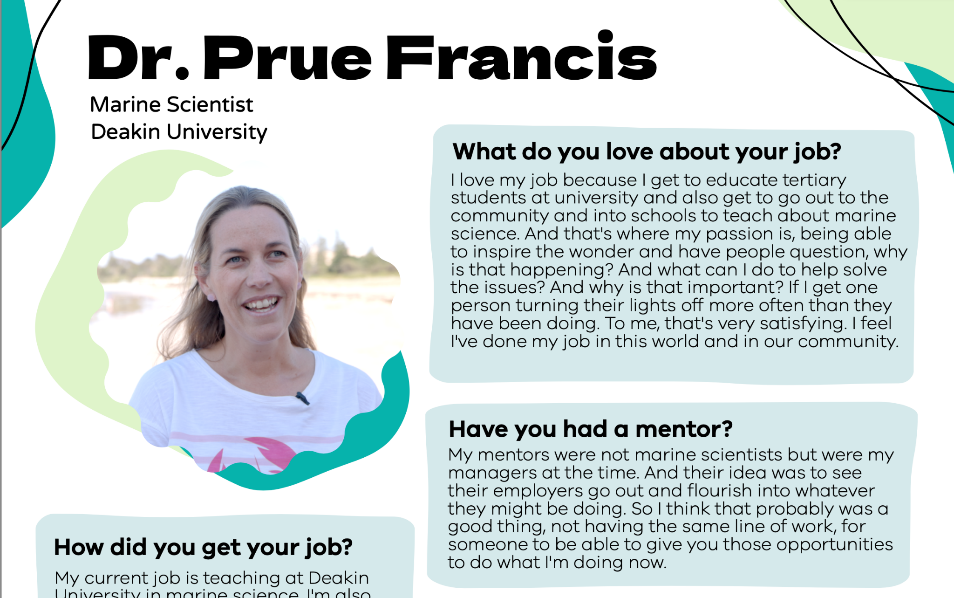 Dr. Prue Francis
Marine Scientist
Deakin University
What do you love about your job?
I love my job because I get to educate tertiary
students at university and also get to go out to the
community and into schools to teach about marine
science. And that's where my passion is, being able
to inspire the wonder and have people question, why
is that happening? And what can I do to help solve
the issues? And why is that important? If I get one
person turning their lights off more often than they
have been doing. To me, that's very satisfying. I feel
I've done my job in this world and in our community.
Have you had a mentor?
My mentors were not marine scientists but were my
managers at the time. And their idea was to see
their employers go out and flourish into whatever
they might be doing. So I think that probably was a
good thing, not having the same line of work, for
someone to be able to give you those opportunities
to do what I'm doing now.
How did you get your job?
My current job is teaching at Deakin
University in marine science. I'm also